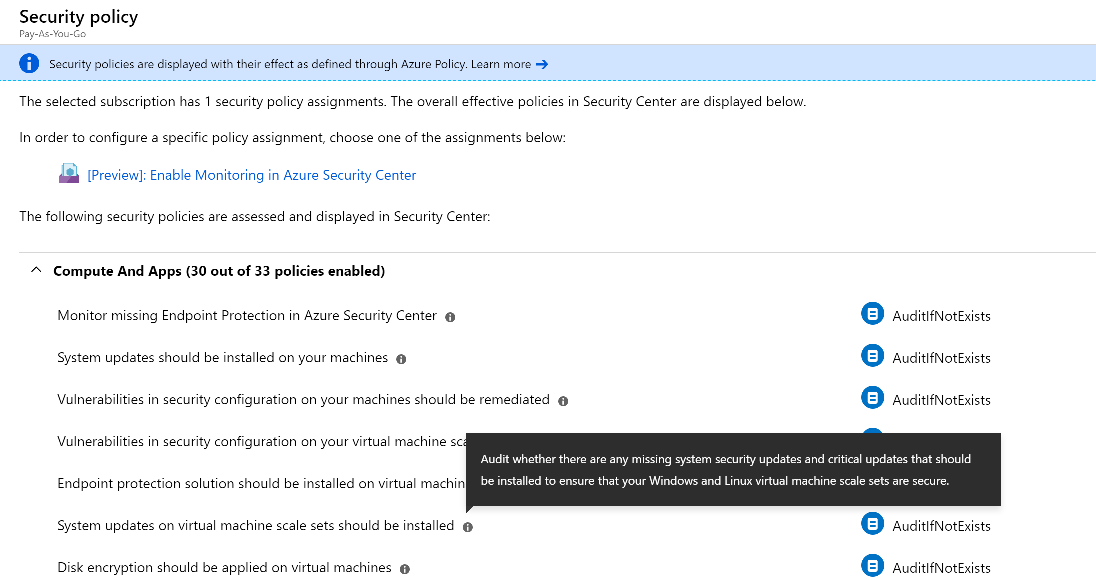 Security policy
Pay-As-You-Go
Security policies are displayed with their effect as defined through Azure Policy. Learn more →
The selected subscription has 1 security policy assignments. The overall effective policies in Security Center are displayed below.
In order to configure a specific policy assignment, choose one of the assignments below:
[Preview]: Enable Monitoring in Azure Security Center
The following security policies are assessed and displayed in Security Center:
Compute And Apps (30 out of 33 policies enabled)
Monitor missing Endpoint Protection in Azure Security Center AuditIfNotExists
System updates should be installed on your machines AuditIfNotExists
Vulnerabilities in security configuration on your machines should be remediated AuditIfNotExists
Vulnerabilities in security configuration on your virtual machine
Audit whether there are any missing system security updates and critical updates that should
be installed to ensure that your Windows and Linux virtual machine scale sets are secure.
Endpoint protection solution should be installed on virtual
System updates on virtual machine scale sets should be installed AuditIfNotExists
Disk encryption should be applied on virtual machines AuditIfNotExists